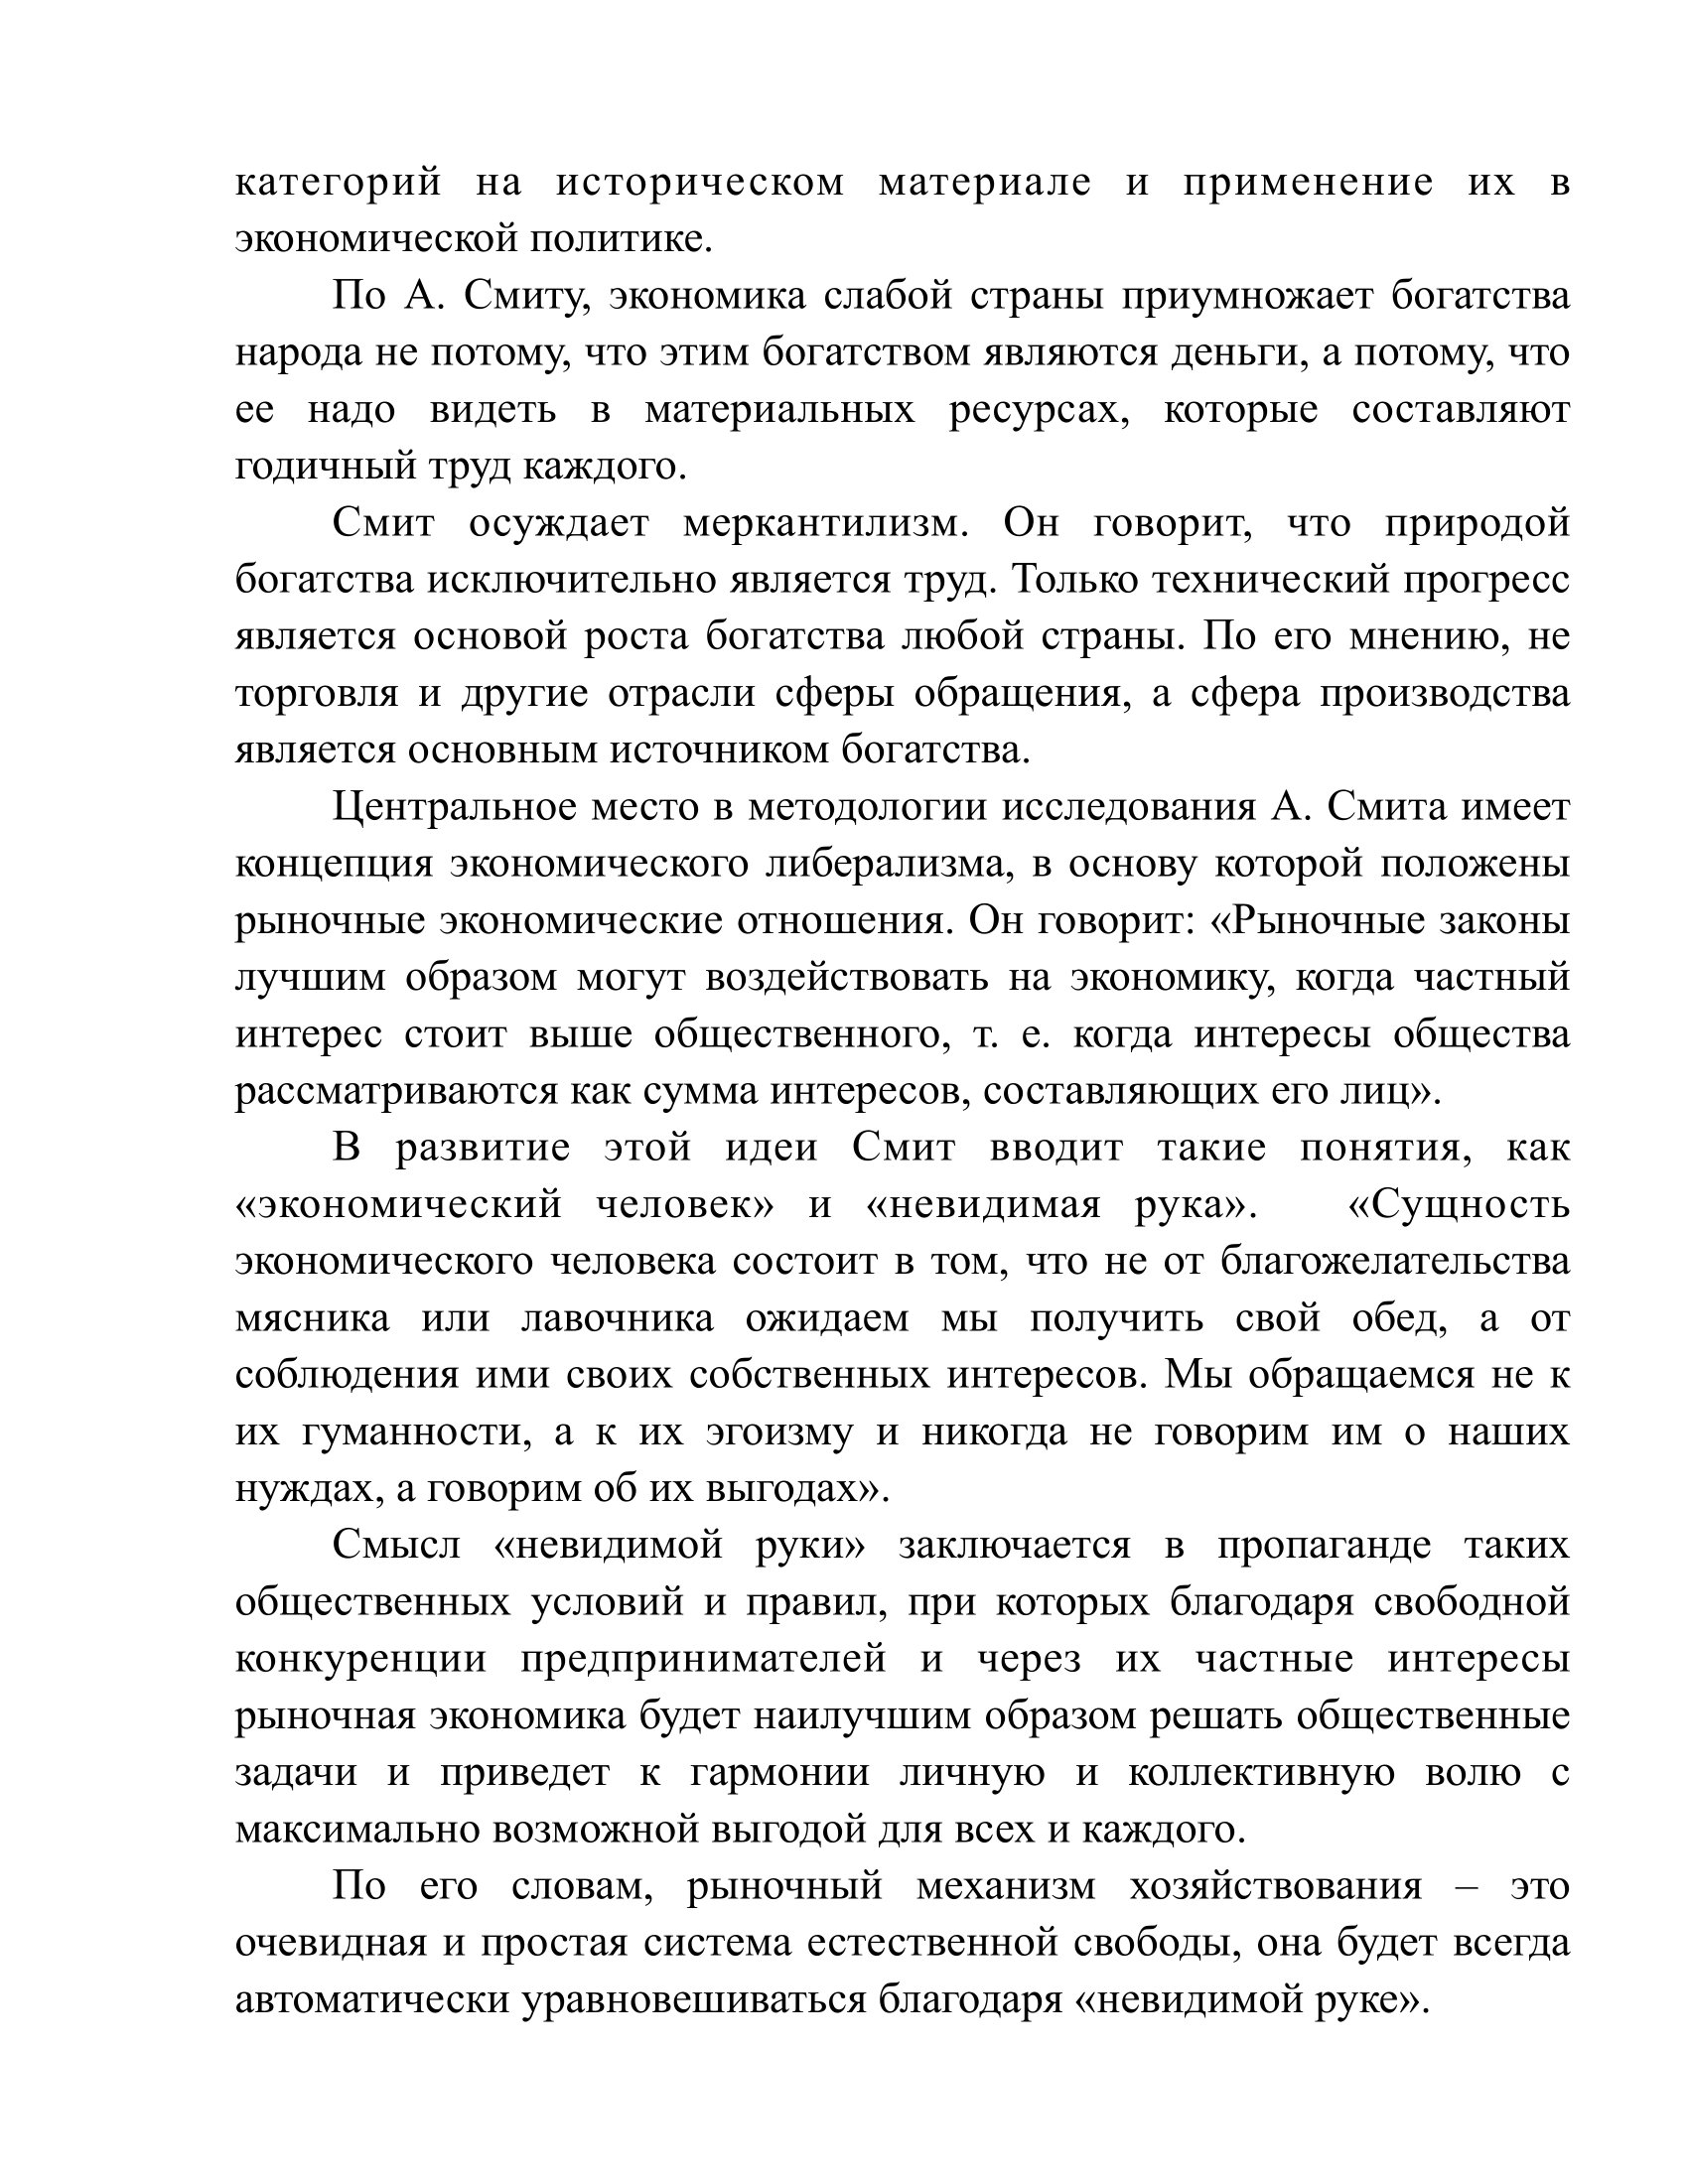 категорий на историческом материале и применение их в
экономической политике.
По А. Смиту, экономика слабой страны приумножает богатства
народа не потому, что этим богатством являются деньги, а потому, что
ее надо видеть в материальных ресурсах, которые составляют
годичный труд каждого.
Смит осуждает меркантилизм. Он говорит, что природой
богатства исключительно является труд. Только технический прогресс
является основой роста богатства любой страны. По его мнению, не
торговля и другие отрасли сферы обращения, а сфера производства
является основным источником богатства.
Центральное место в методологии исследования А. Смита имеет
концепция экономического либерализма, в основу которой положены
рыночные экономические отношения. Он говорит: «Рыночные законы
лучшим образом могут воздействовать на экономику, когда частный
интерес стоит выше общественного, т. е. когда интересы общества
рассматриваются как сумма интересов, составляющих его лиц».
В развитие этой идеи Смит вводит такие понятия, как
«экономический человек» и «невидимая рука». «Сущность
экономического человека состоит в том, что не от благожелательства
мясника или лавочника ожидаем мы получить свой обед, а от
соблюдения ими своих собственных интересов. Мы обращаемся не к
их гуманности, а к их эгоизму и никогда не говорим им о наших
нуждах, а говорим об их выгодах».
Смысл «невидимой руки» заключается в пропаганде таких
общественных условий и правил, при которых благодаря свободной
конкуренции предпринимателей и через их частные интересы
рыночная экономика будет наилучшим образом решать общественные
задачи и приведет к гармонии личную и коллективную волю с
максимально возможной выгодой для всех и каждого.
По его словам, рыночный механизм хозяйствования – это
очевидная и простая система естественной свободы, она будет всегда
автоматически уравновешиваться благодаря «невидимой руке».